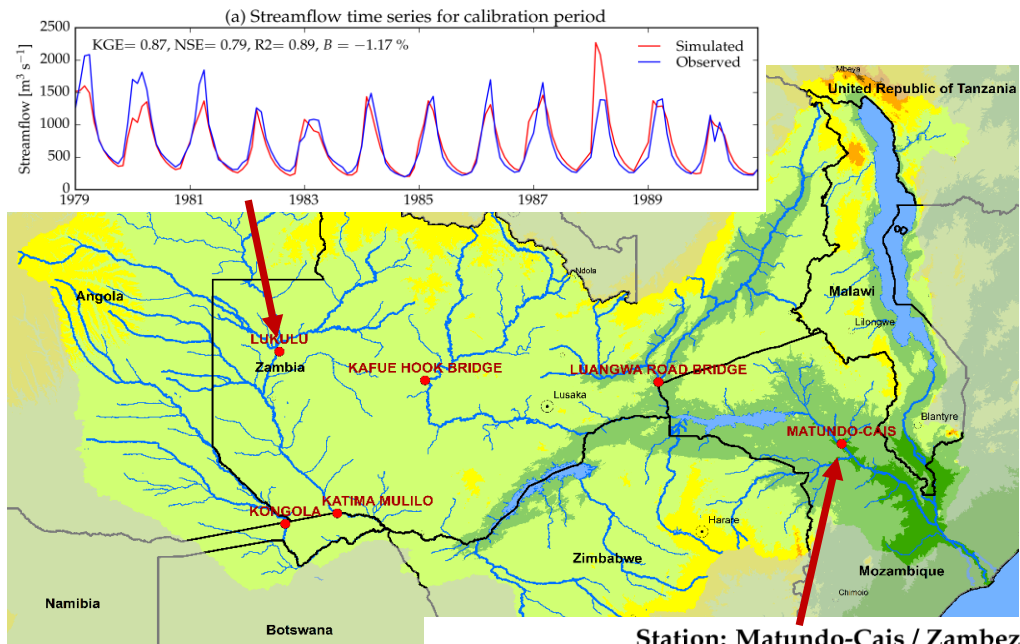 (a) Streamflow time series for calibration period
KGE= 0.87, NSE= 0.79, R2= 0.89, B = −1.17 %
Simulated
Observed
Streamflow [m³ s⁻¹]
2500
2000
1500
1000
500
0
1979
1981
1983
1985
1987
1989
Mbeya
United Republic of Tanzania
Ndola
Angola
Malawi
Lilongwe
LUKULU
Zambia
KAFUE HOOK BRIDGE
LUANGWA ROAD BRIDGE
Lusaka
Blantyre
MATUNDO-CAIS
KATIMA MULILO
KONGOLA
Harare
Zimbabwe
Mozambique
Chimoio
Namibia
Botswana
Station: Matundo-Cais / Zambez